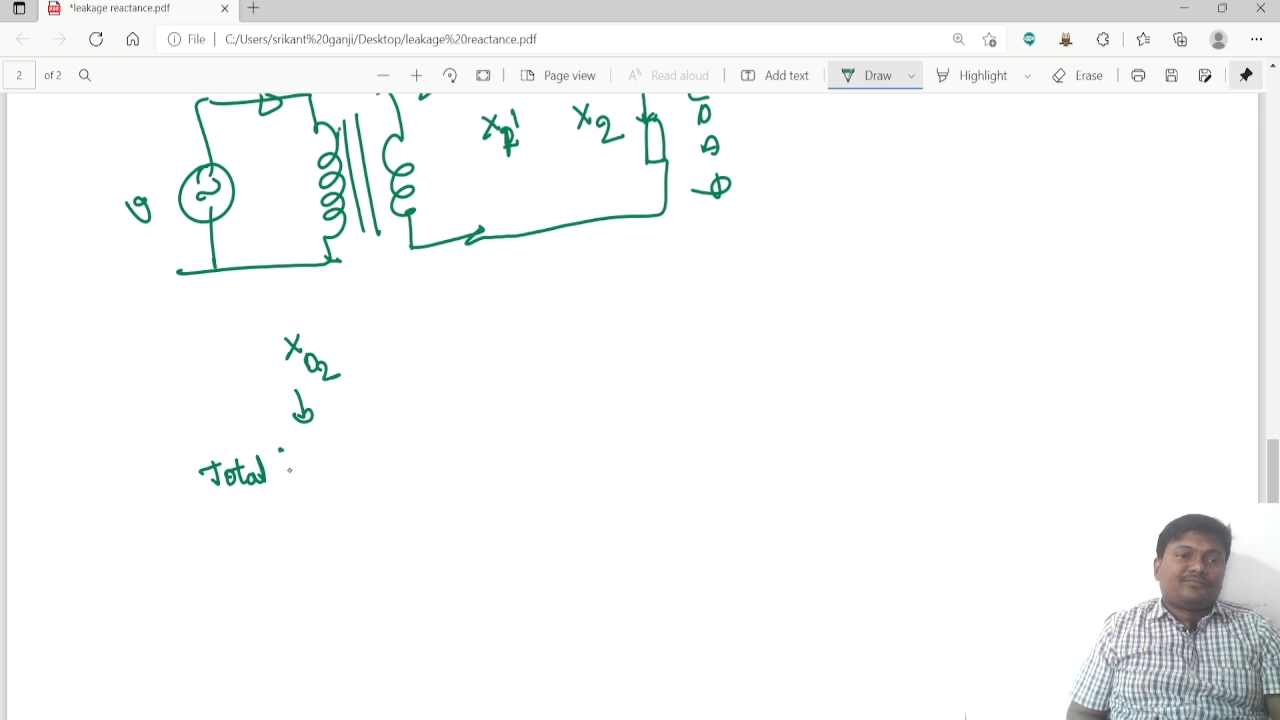 *leakage reactance.pdf
File | C:/Users/srikant%20ganji/Desktop/leakage%20reactance.pdf
2 of 2 Page view Read aloud Add text Draw Highlight Erase
X₂
X₀₂
Total